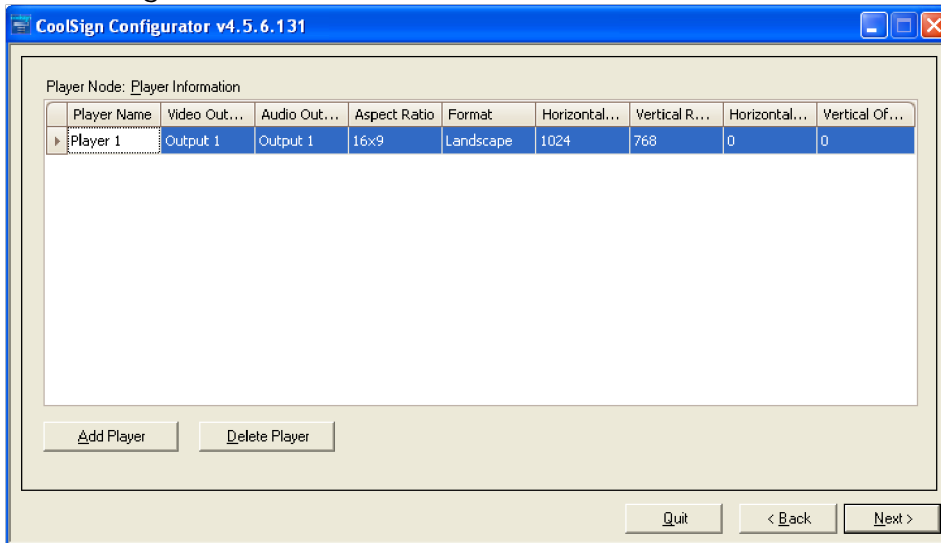 CoolSign Configurator v4.5.6.131
Player Node: Player Information
Player Name Video Out... Audio Out... Aspect Ratio Format Horizontal... Vertical R... Horizontal... Vertical Of...
Player 1 Output 1 Output 1 16x9 Landscape 1024 768 0 0
Add Player Delete Player
Quit < Back Next >